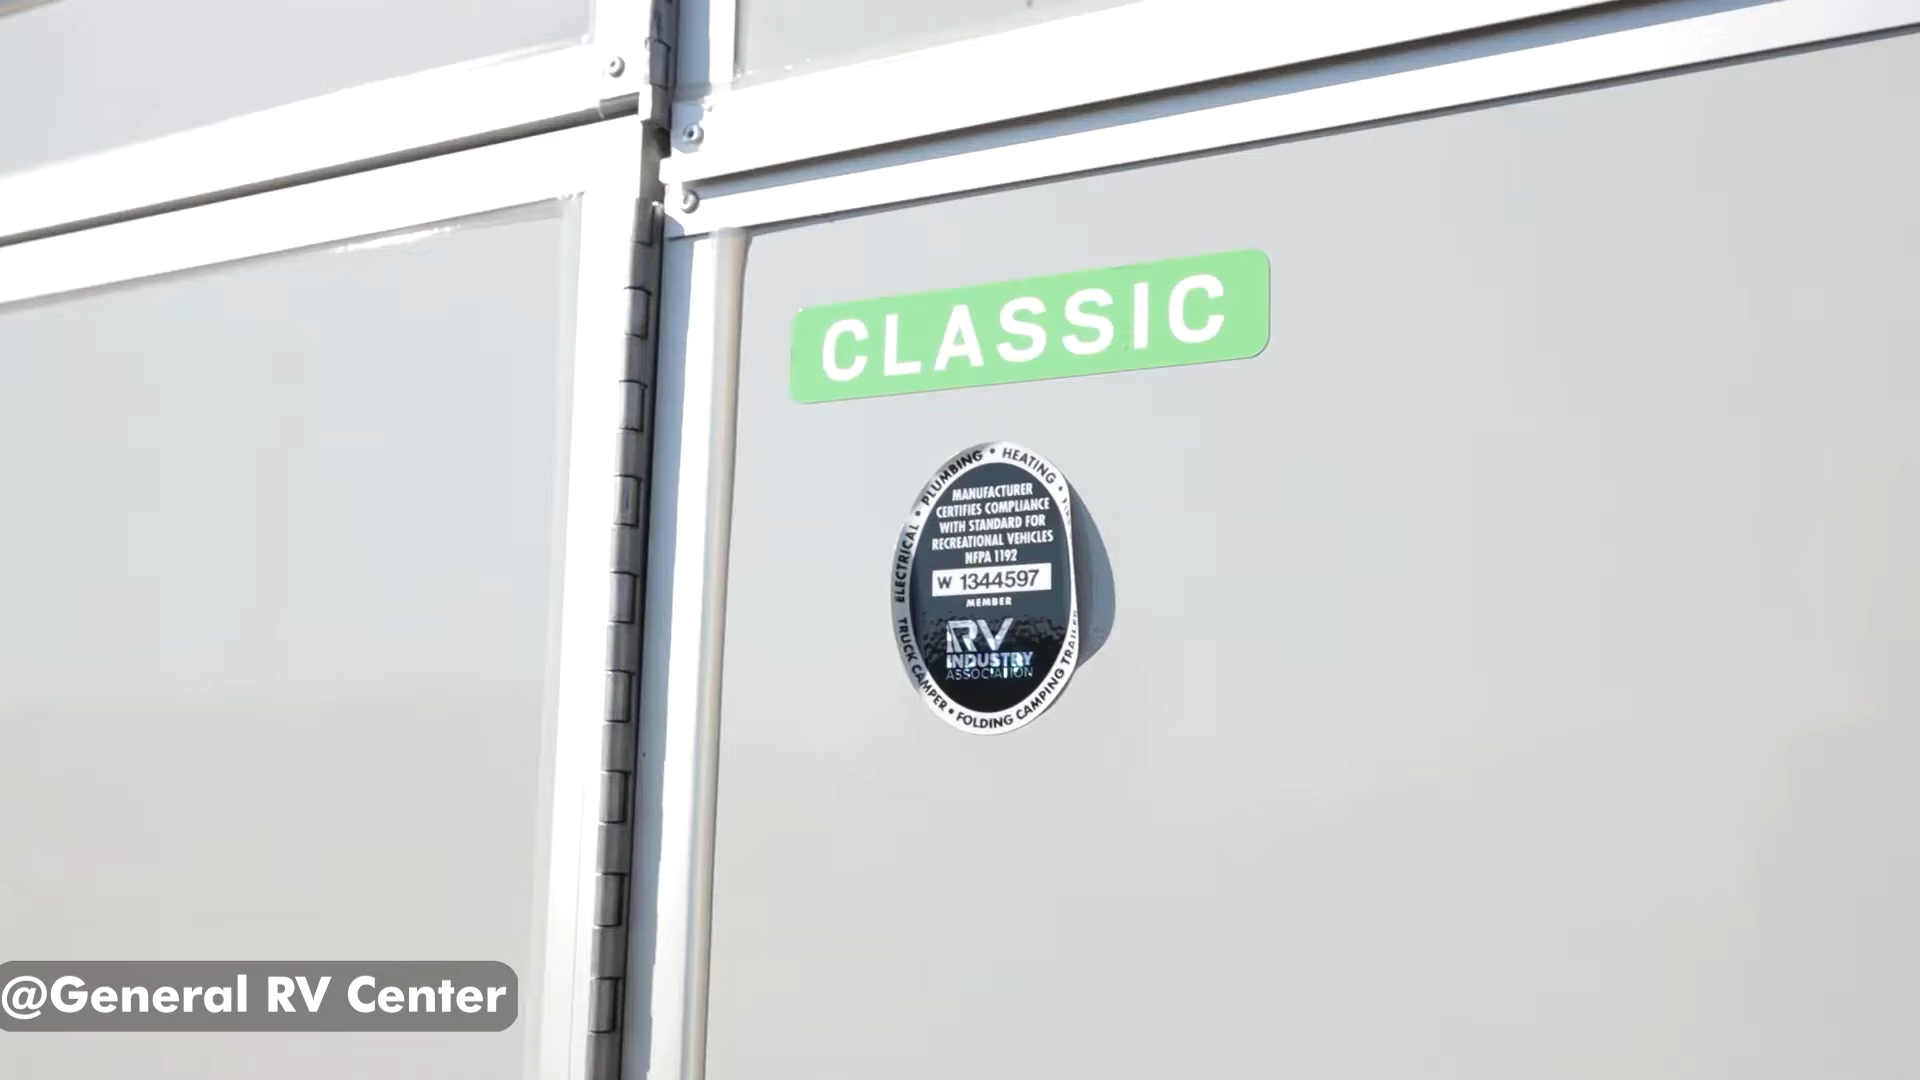 CLASSIC
ELECTRICAL • PLUMBING • HEATING •
MANUFACTURER
CERTIFIES COMPLIANCE
WITH STANDARD FOR
RECREATIONAL VEHICLES
NFPA 1192
W 1344597
MEMBER
RV
INDUSTRY
ASSOCIATION
TRUCK CAMPER • FOLDING CAMPING TRAILER
@General RV Center